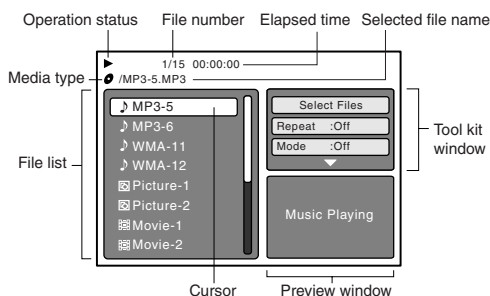 Operation status File number Elapsed time Selected file name
1/15 00:00:00
Media type /MP3-5.MP3
MP3-5
MP3-6
WMA-11
WMA-12
Picture-1
Picture-2
Movie-1
Movie-2
File list
Select Files
Repeat :Off
Mode :Off
Tool kit
window
Music Playing
Cursor Preview window